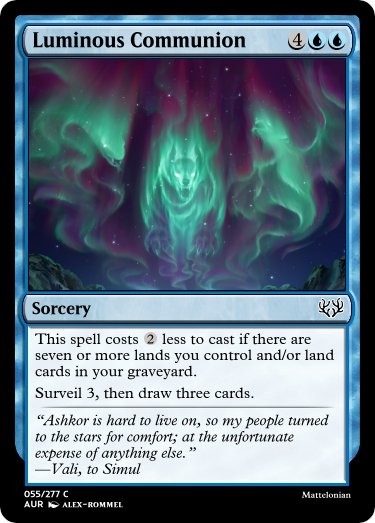 Luminous Communion 4
Sorcery
This spell costs 2 less to cast if there are
seven or more lands you control and/or land
cards in your graveyard.
Surveil 3, then draw three cards.
“Ashkor is hard to live on, so my people turned
to the stars for comfort; at the unfortunate
expense of anything else.”
—Vali, to Simul
055/277 C
AUR ALEX-ROMMEL
Mattelonian